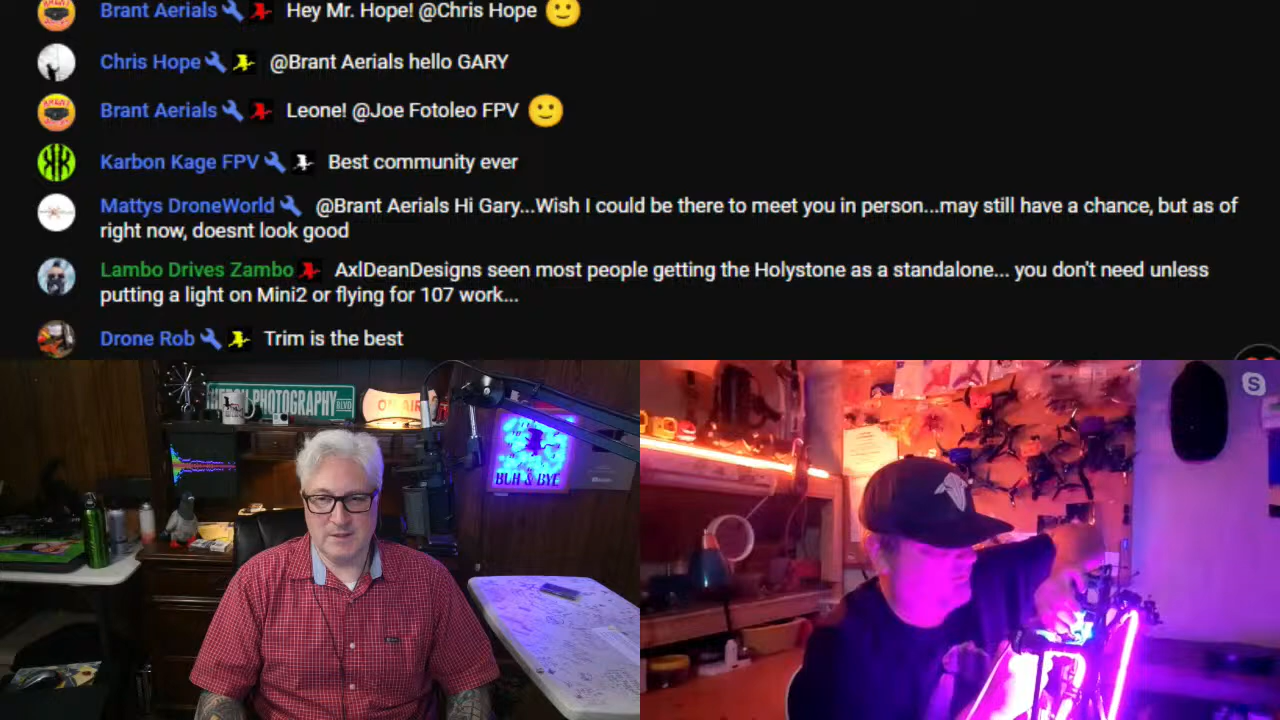 Brant Aerials Hey Mr. Hope! @Chris Hope
Chris Hope @Brant Aerials hello GARY
Brant Aerials Leone! @Joe Fotoleo FPV
Karbon Kage FPV Best community ever
Mattys DroneWorld @Brant Aerials Hi Gary...Wish I could be there to meet you in person...may still have a chance, but as of
right now, doesnt look good
Lambo Drives Zambo AxlDeanDesigns seen most people getting the Holystone as a standalone... you don't need unless
putting a light on Mini2 or flying for 107 work...
Drone Rob Trim is the best
PHOTOGRAPHY BLVD
ON AIR
BUH & BYE
S